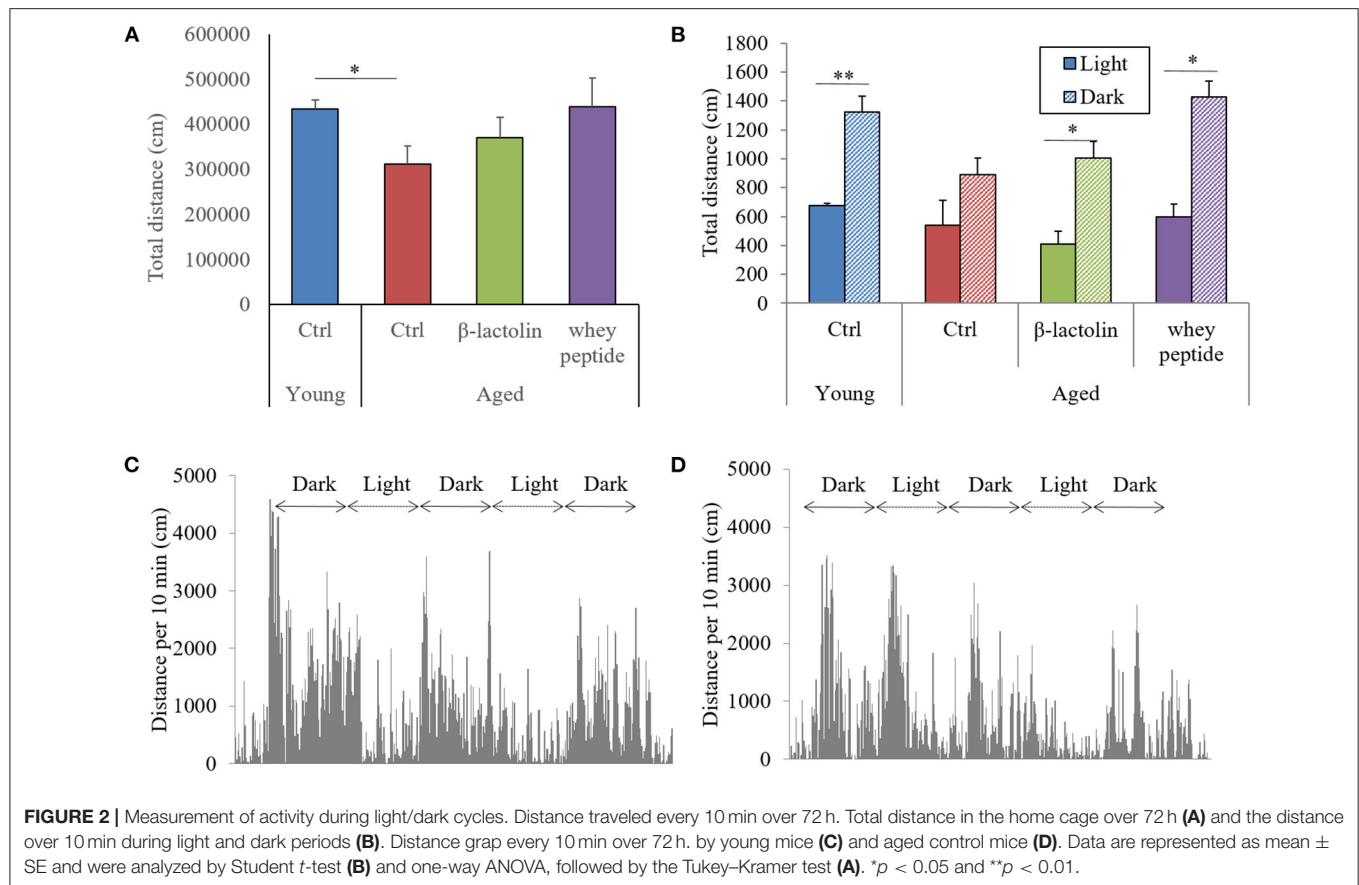 A
600000
500000
400000
300000
200000
100000
0
Total distance (cm)
*
Ctrl Ctrl β-lactolin whey
peptide
Young Aged
B
1800
1600
1400
1200
1000
800
600
400
200
0
Total distance (cm)
Light
Dark
**
*
*
Ctrl Ctrl β-lactolin whey
peptide
Young Aged
C
5000
4000
3000
2000
1000
0
Distance per 10 min (cm)
Dark Light Dark Light Dark
D
5000
4000
3000
2000
1000
0
Distance per 10 min (cm)
Dark Light Dark Light Dark
FIGURE 2 | Measurement of activity during light/dark cycles. Distance traveled every 10 min over 72 h. Total distance in the home cage over 72 h (A) and the distance
over 10 min during light and dark periods (B). Distance grap every 10 min over 72 h. by young mice (C) and aged control mice (D). Data are represented as mean ±
SE and were analyzed by Student t-test (B) and one-way ANOVA, followed by the Tukey–Kramer test (A). *p < 0.05 and **p < 0.01.